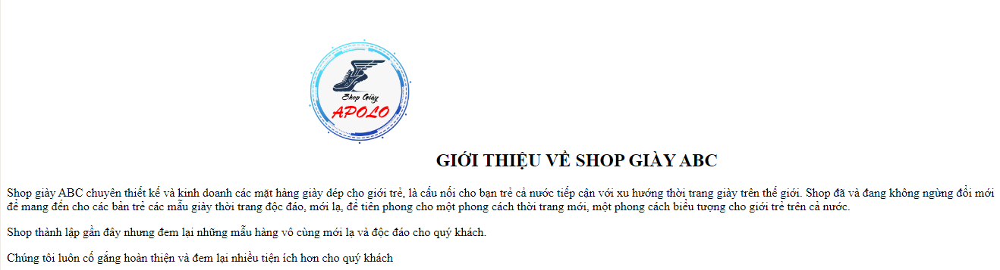 Shop Giày
APOLO
GIỚI THIỆU VỀ SHOP GIÀY ABC
Shop giày ABC chuyên thiết kế và kinh doanh các mặt hàng giày dép cho giới trẻ, là cấu nối cho bạn trẻ cả nước tiếp cận với xu hướng thời trang giày trên thế giới. Shop đã và đang không ngừng đổi mới
để mang đến cho các bản trẻ các mẫu giày thời trang độc đáo, mới lạ, để tiên phong cho một phong cách thời trang mới, một phong cách biểu tượng cho giới trẻ trên cả nước.
Shop thành lập gần đây nhưng đem lại những mẫu hàng vô cùng mới lạ và độc đáo cho quý khách.
Chúng tôi luôn cố gắng hoàn thiện và đem lại nhiều tiện ích hơn cho quý khách